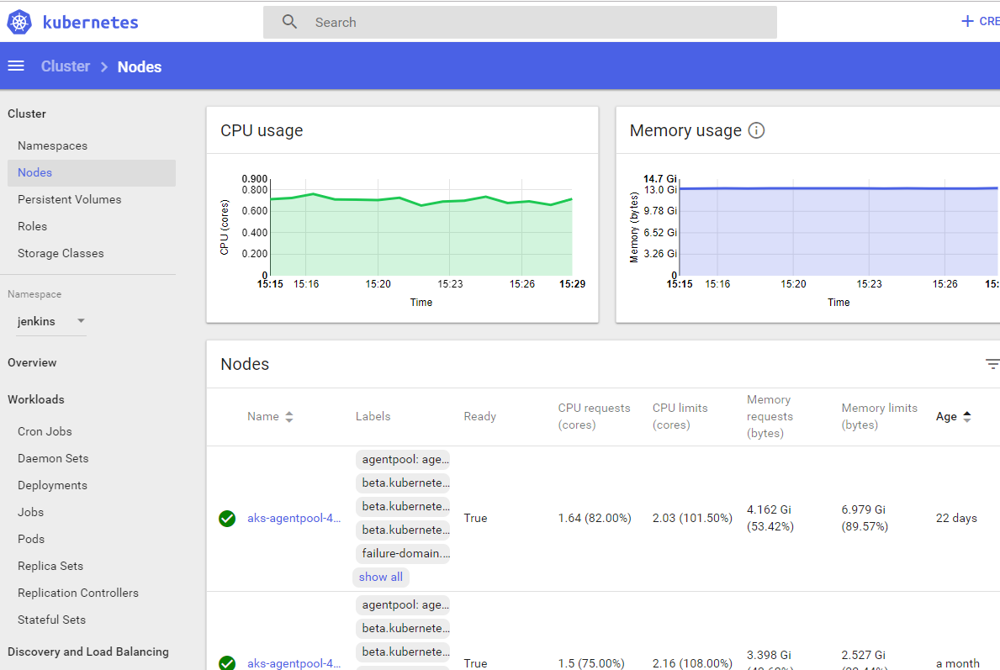 kubernetes
Search
+ CRE
Cluster > Nodes
Cluster
Namespaces
Nodes
Persistent Volumes
Roles
Storage Classes
Namespace
jenkins
Overview
Workloads
Cron Jobs
Daemon Sets
Deployments
Jobs
Pods
Replica Sets
Replication Controllers
Stateful Sets
Discovery and Load Balancing
CPU usage
CPU (cores)
0.900
0.800
0.600
0.400
0.200
0
15:15 15:16 15:20 15:23 15:26 15:29
Time
Memory usage
Memory (bytes)
14.7 Gi
13.0 Gi
9.78 Gi
6.52 Gi
3.26 Gi
0
15:15 15:16 15:20 15:23 15:26 15:
Time
Nodes
Name Labels Ready CPU requests (cores) CPU limits (cores) Memory requests (bytes) Memory limits (bytes) Age
aks-agentpool-4...
agentpool: age...
beta.kubernete...
beta.kubernete...
beta.kubernete...
failure-domain....
show all
True
1.64 (82.00%)
2.03 (101.50%)
4.162 Gi
(53.42%)
6.979 Gi
(89.57%)
22 days
aks-agentpool-4...
agentpool: age...
beta.kubernete...
beta.kubernete...
True
1.5 (75.00%)
2.16 (108.00%)
3.398 Gi
2.527 Gi
a month